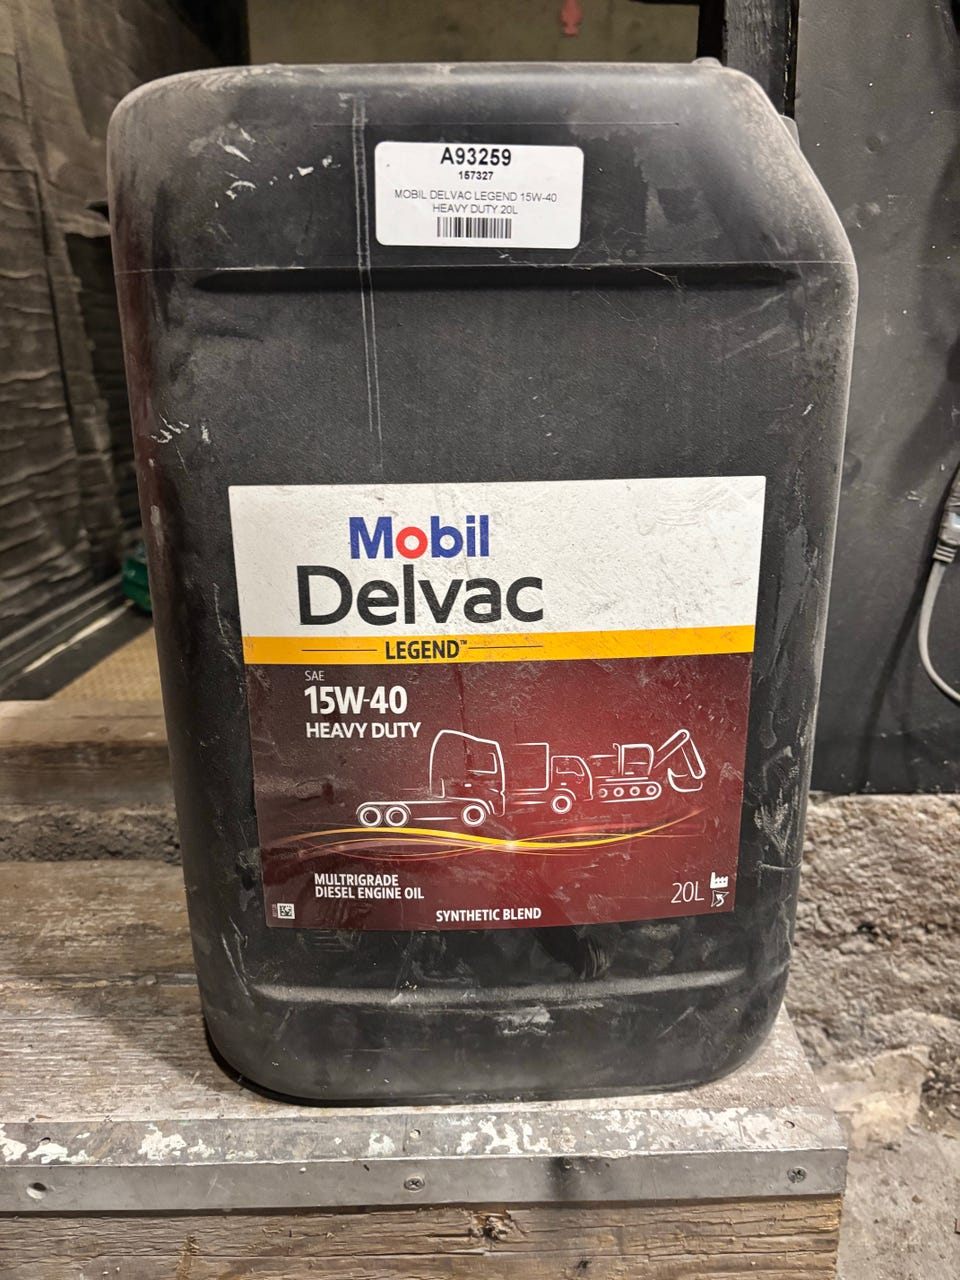 A93259
157327
MOBIL DELVAC LEGEND 15W-40
HEAVY DUTY 20L
Mobil
Delvac
LEGEND™
SAE
15W-40
HEAVY DUTY
MULTRIGRADE
DIESEL ENGINE OIL
SYNTHETIC BLEND
20L